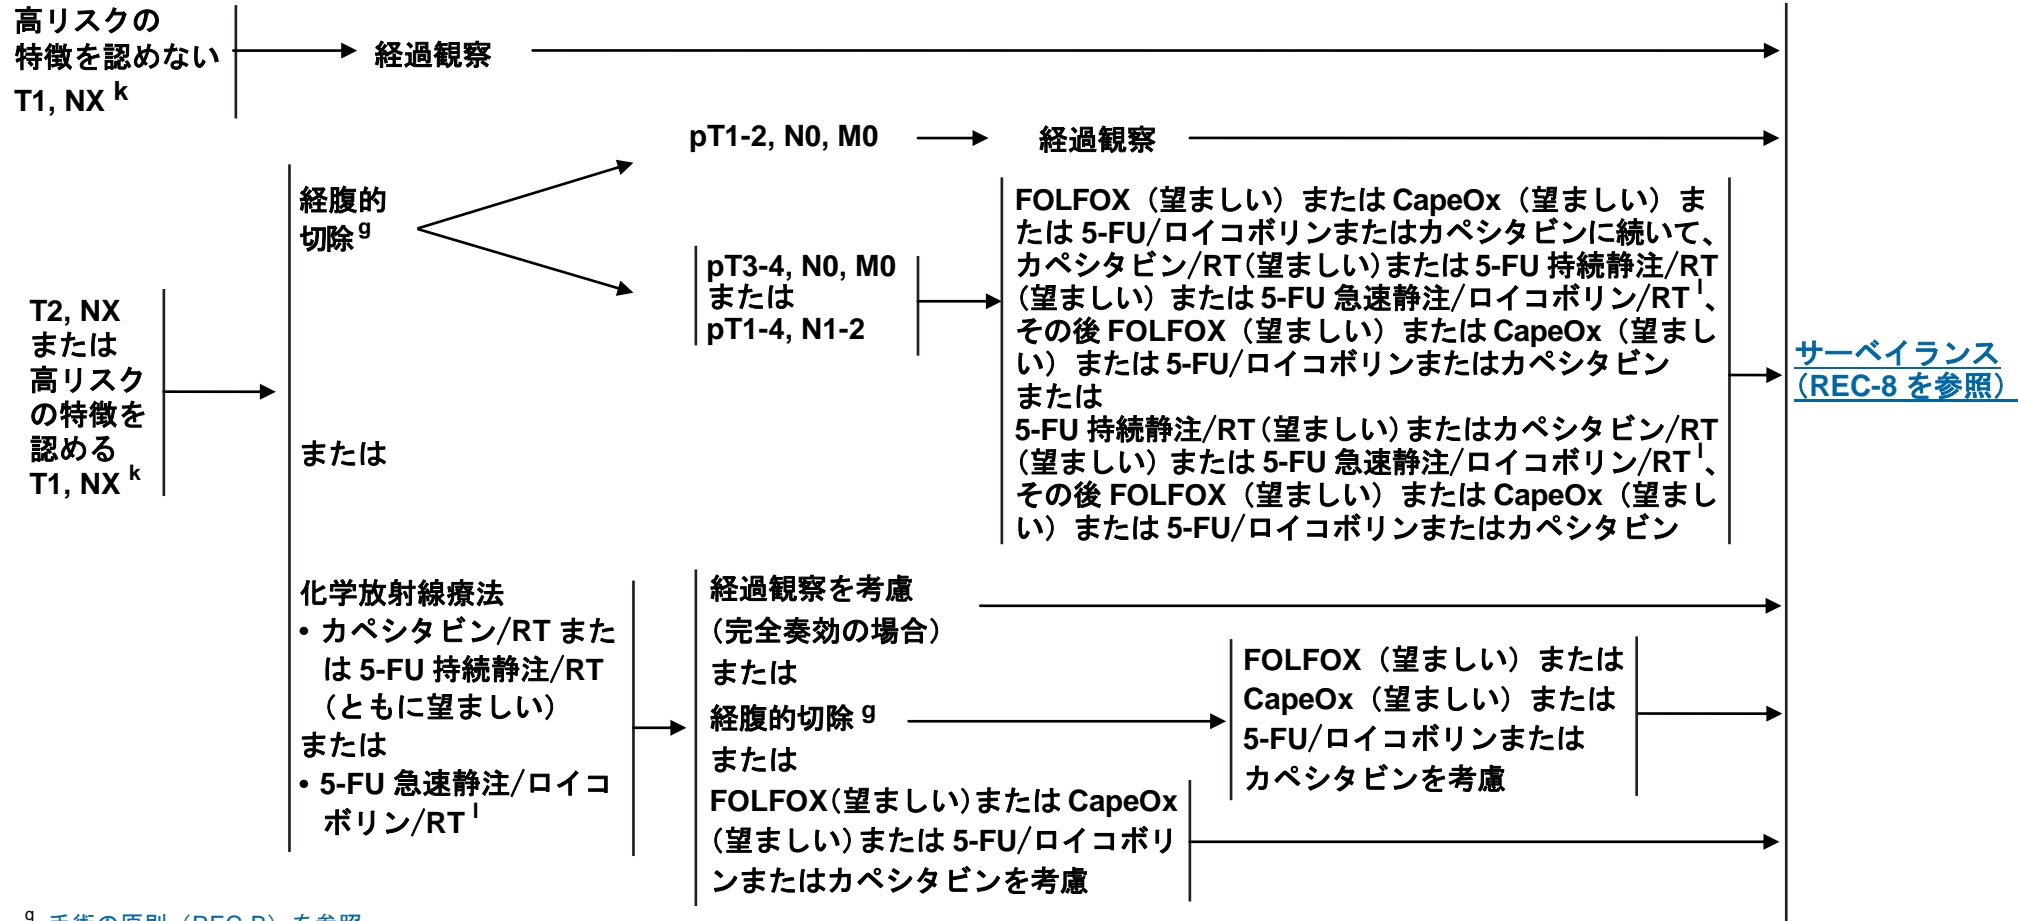 高リスクの
特徴を認めない
T1, NX k
経過観察
pT1-2, N0, M0
経過観察
T2, NX
または
高リスク
の特徴を
認める
T1, NX k
経腹的
切除 g
pT3-4, N0, M0
または
pT1-4, N1-2
FOLFOX（望ましい）または CapeOx（望ましい）ま
たは 5-FU/ロイコボリンまたはカペシタビンに続いて、
カペシタビン/RT（望ましい）または 5-FU 持続静注/RT
（望ましい）または 5-FU 急速静注/ロイコボリン/RT l、
その後 FOLFOX（望ましい）または CapeOx（望まし
い）または 5-FU/ロイコボリンまたはカペシタビン
または
5-FU 持続静注/RT（望ましい）またはカペシタビン/RT
（望ましい）または 5-FU 急速静注/ロイコボリン/RT l、
その後 FOLFOX（望ましい）または CapeOx（望まし
い）または 5-FU/ロイコボリンまたはカペシタビン
または
化学放射線療法
• カペシタビン/RT また
は 5-FU 持続静注/RT
（ともに望ましい）
または
• 5-FU 急速静注/ロイコ
ボリン/RT l
経過観察を考慮
（完全奏効の場合）
または
経腹的切除 g
または
FOLFOX（望ましい）または CapeOx
（望ましい）または 5-FU/ロイコボリ
ンまたはカペシタビンを考慮
FOLFOX（望ましい）または
CapeOx（望ましい）または
5-FU/ロイコボリンまたは
カペシタビンを考慮
サーベイランス
（REC-8 を参照）
g 手術の原則（REC-B）を参照